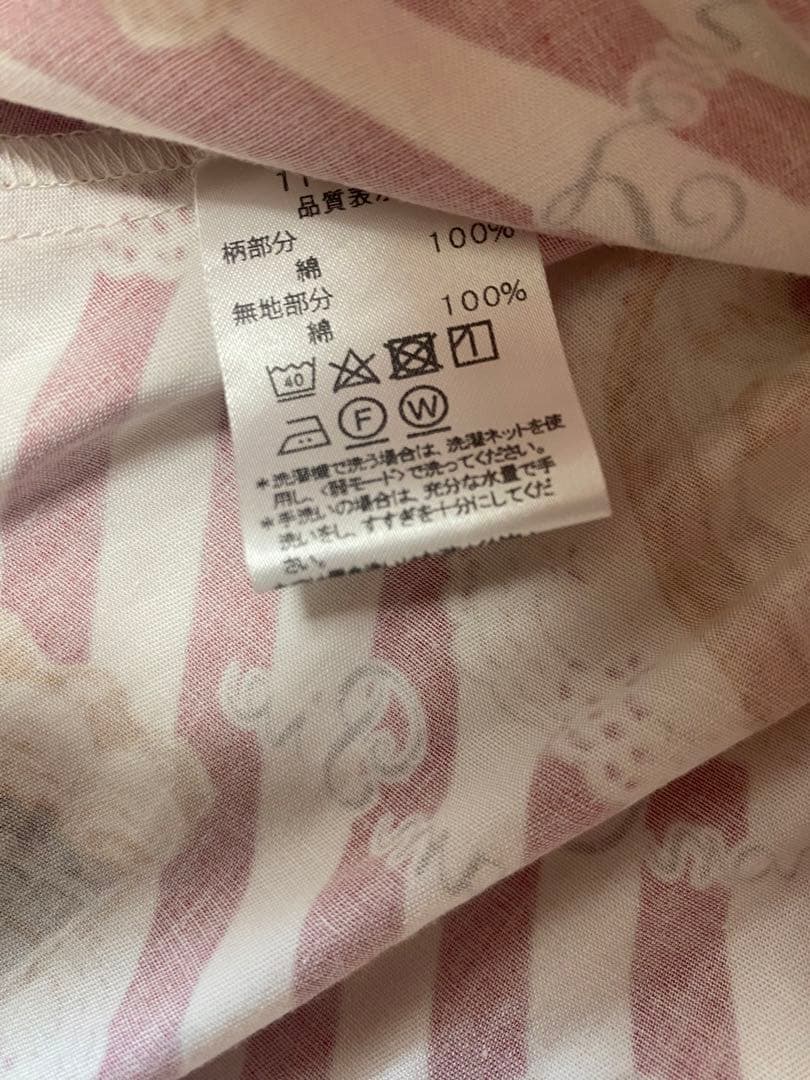 11
品質表示
柄部分
綿 100%
無地部分
綿 100%
40
F W
*洗濯機で洗う場合は、洗濯ネットを使
用し、〈弱モード〉で洗ってください。
*手洗いの場合は、充分な水量で手
洗いをし、すすぎを十分にしてくだ
さい。